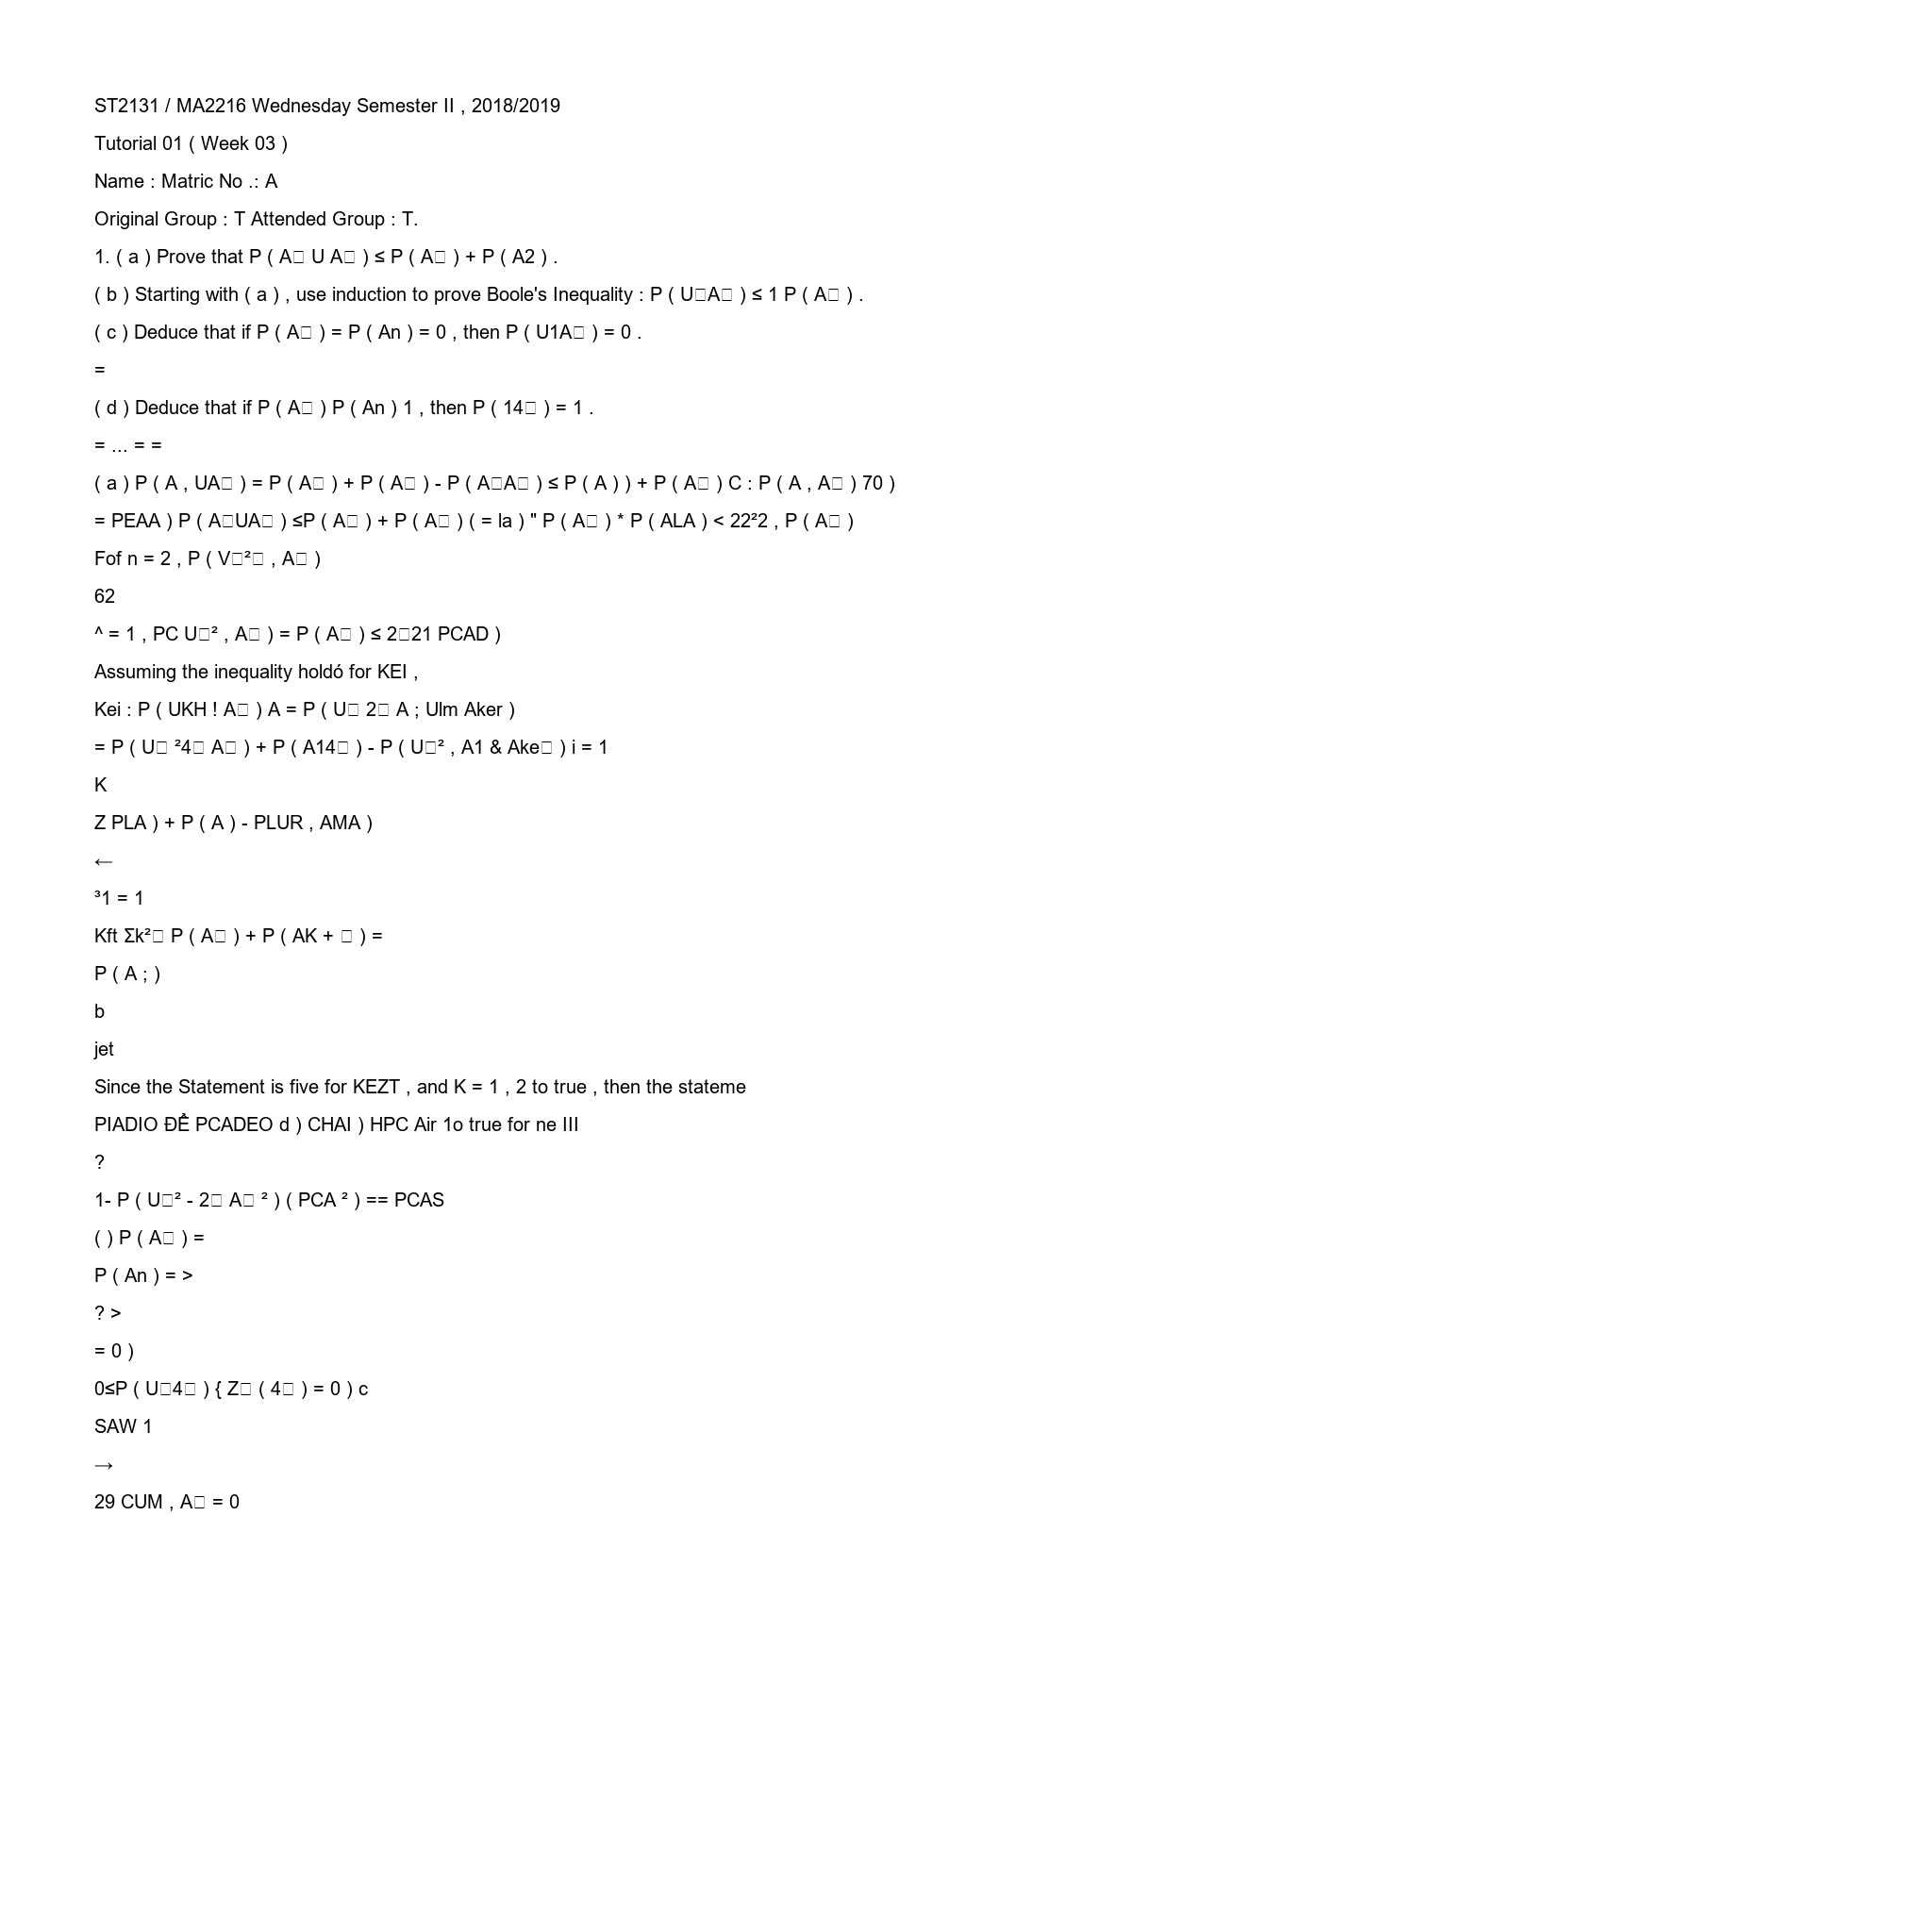 ST2131 / MA2216 Wednesday Semester II , 2018/2019
Tutorial 01 ( Week 03 )
Name : Matric No .: A
Original Group : T Attended Group : T.
1. ( a ) Prove that P ( A□ U A□ ) ≤ P ( A□ ) + P ( A2 ) .
( b ) Starting with ( a ) , use induction to prove Boole's Inequality : P ( U□A□ ) ≤ 1 P ( A□ ) .
( c ) Deduce that if P ( A□ ) = P ( An ) = 0 , then P ( U1A□ ) = 0 .
=
( d ) Deduce that if P ( A□ ) P ( An ) 1 , then P ( 14□ ) = 1 .
= ... = =
( a ) P ( A , UA□ ) = P ( A□ ) + P ( A□ ) - P ( A□A□ ) ≤ P ( A ) ) + P ( A□ ) C : P ( A , A□ ) 70 )
= PEAA ) P ( A□UA□ ) ≤P ( A□ ) + P ( A□ ) ( = la ) " P ( A□ ) * P ( ALA ) < 22²2 , P ( A□ )
Fof n = 2 , P ( V□²□ , A□ )
62
^ = 1 , PC U□² , A□ ) = P ( A□ ) ≤ 2□21 PCAD )
Assuming the inequality holdó for KEI ,
Kei : P ( UKH ! A□ ) A = P ( U□ 2□ A ; Ulm Aker )
= P ( U□ ²4□ A□ ) + P ( A14□ ) - P ( U□² , A1 & Ake□ ) i = 1
K
Z PLA ) + P ( A ) - PLUR , AMA )
←
³1 = 1
Kft Σk²□ P ( A□ ) + P ( AK + □ ) =
P ( A ; )
b
jet
Since the Statement is five for KEZT , and K = 1 , 2 to true , then the stateme
PIADIO ĐỂ PCADEO d ) CHAI ) HPC Air 1o true for ne III
?
1- P ( U□² - 2□ A□ ² ) ( PCA ² ) == PCAS
( ) P ( A□ ) =
P ( An ) = >
? >
= 0 )
0≤P ( U□4□ ) { Z□ ( 4□ ) = 0 ) c
SAW 1
→
29 CUM , A□ = 0